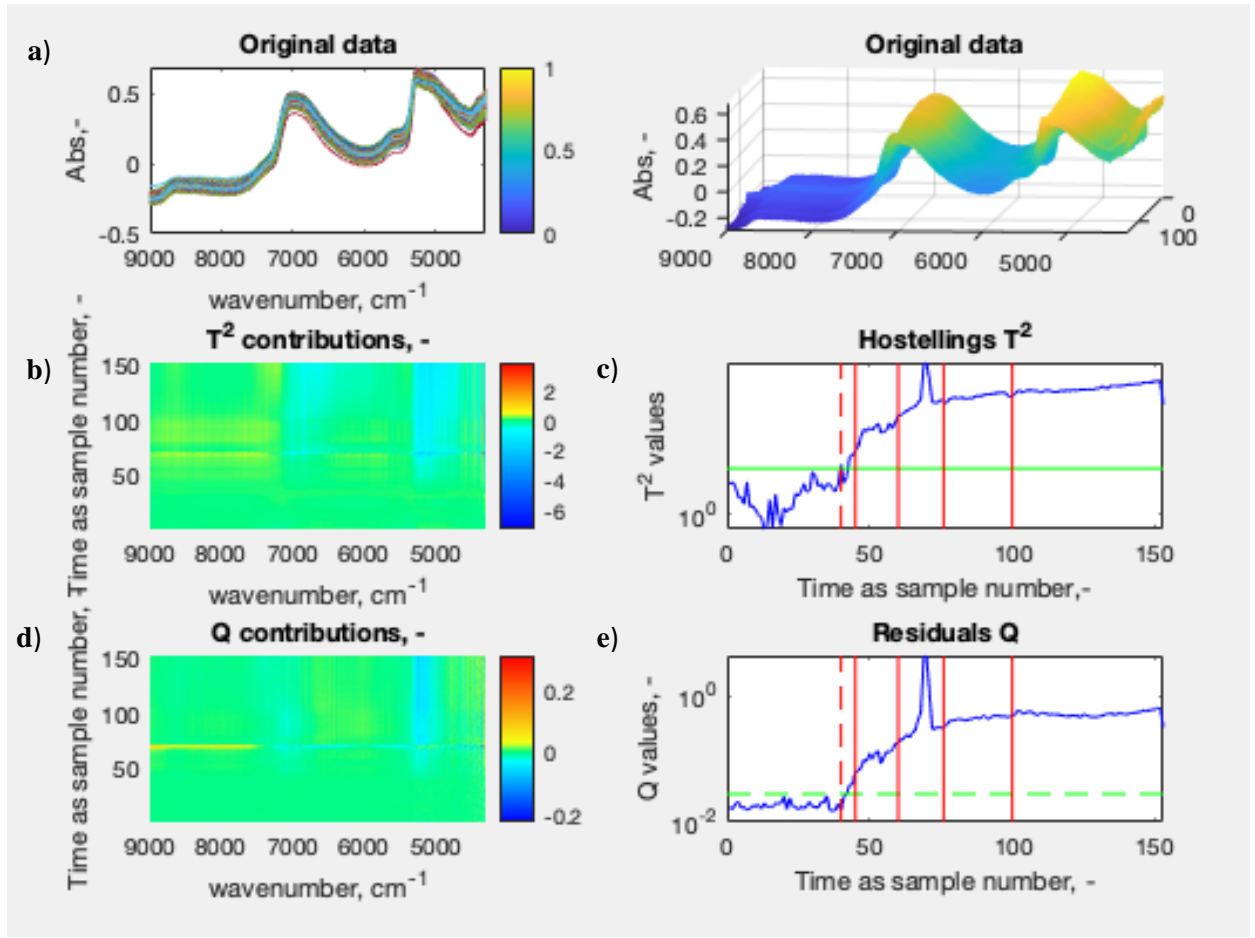 a)
Original data
Abs,-
0.5
0
-0.5
9000 8000 7000 6000 5000
wavenumber, cm⁻¹
1
0.5
0
Original data
Abs, -
0.6
0.4
0.2
0
-0.2
9000 8000 7000 6000 5000
0
100
b)
T² contributions, -
Time as sample number, -
150
100
50
9000 8000 7000 6000 5000
wavenumber, cm⁻¹
2
0
-2
-4
-6
c)
Hostellings T²
T² values
10⁰
0 50 100 150
Time as sample number,-
d)
Q contributions, -
Time as sample number, -
150
100
50
9000 8000 7000 6000 5000
wavenumber, cm⁻¹
0.2
0
-0.2
e)
Residuals Q
Q values, -
10⁰
10⁻²
0 50 100 150
Time as sample number, -